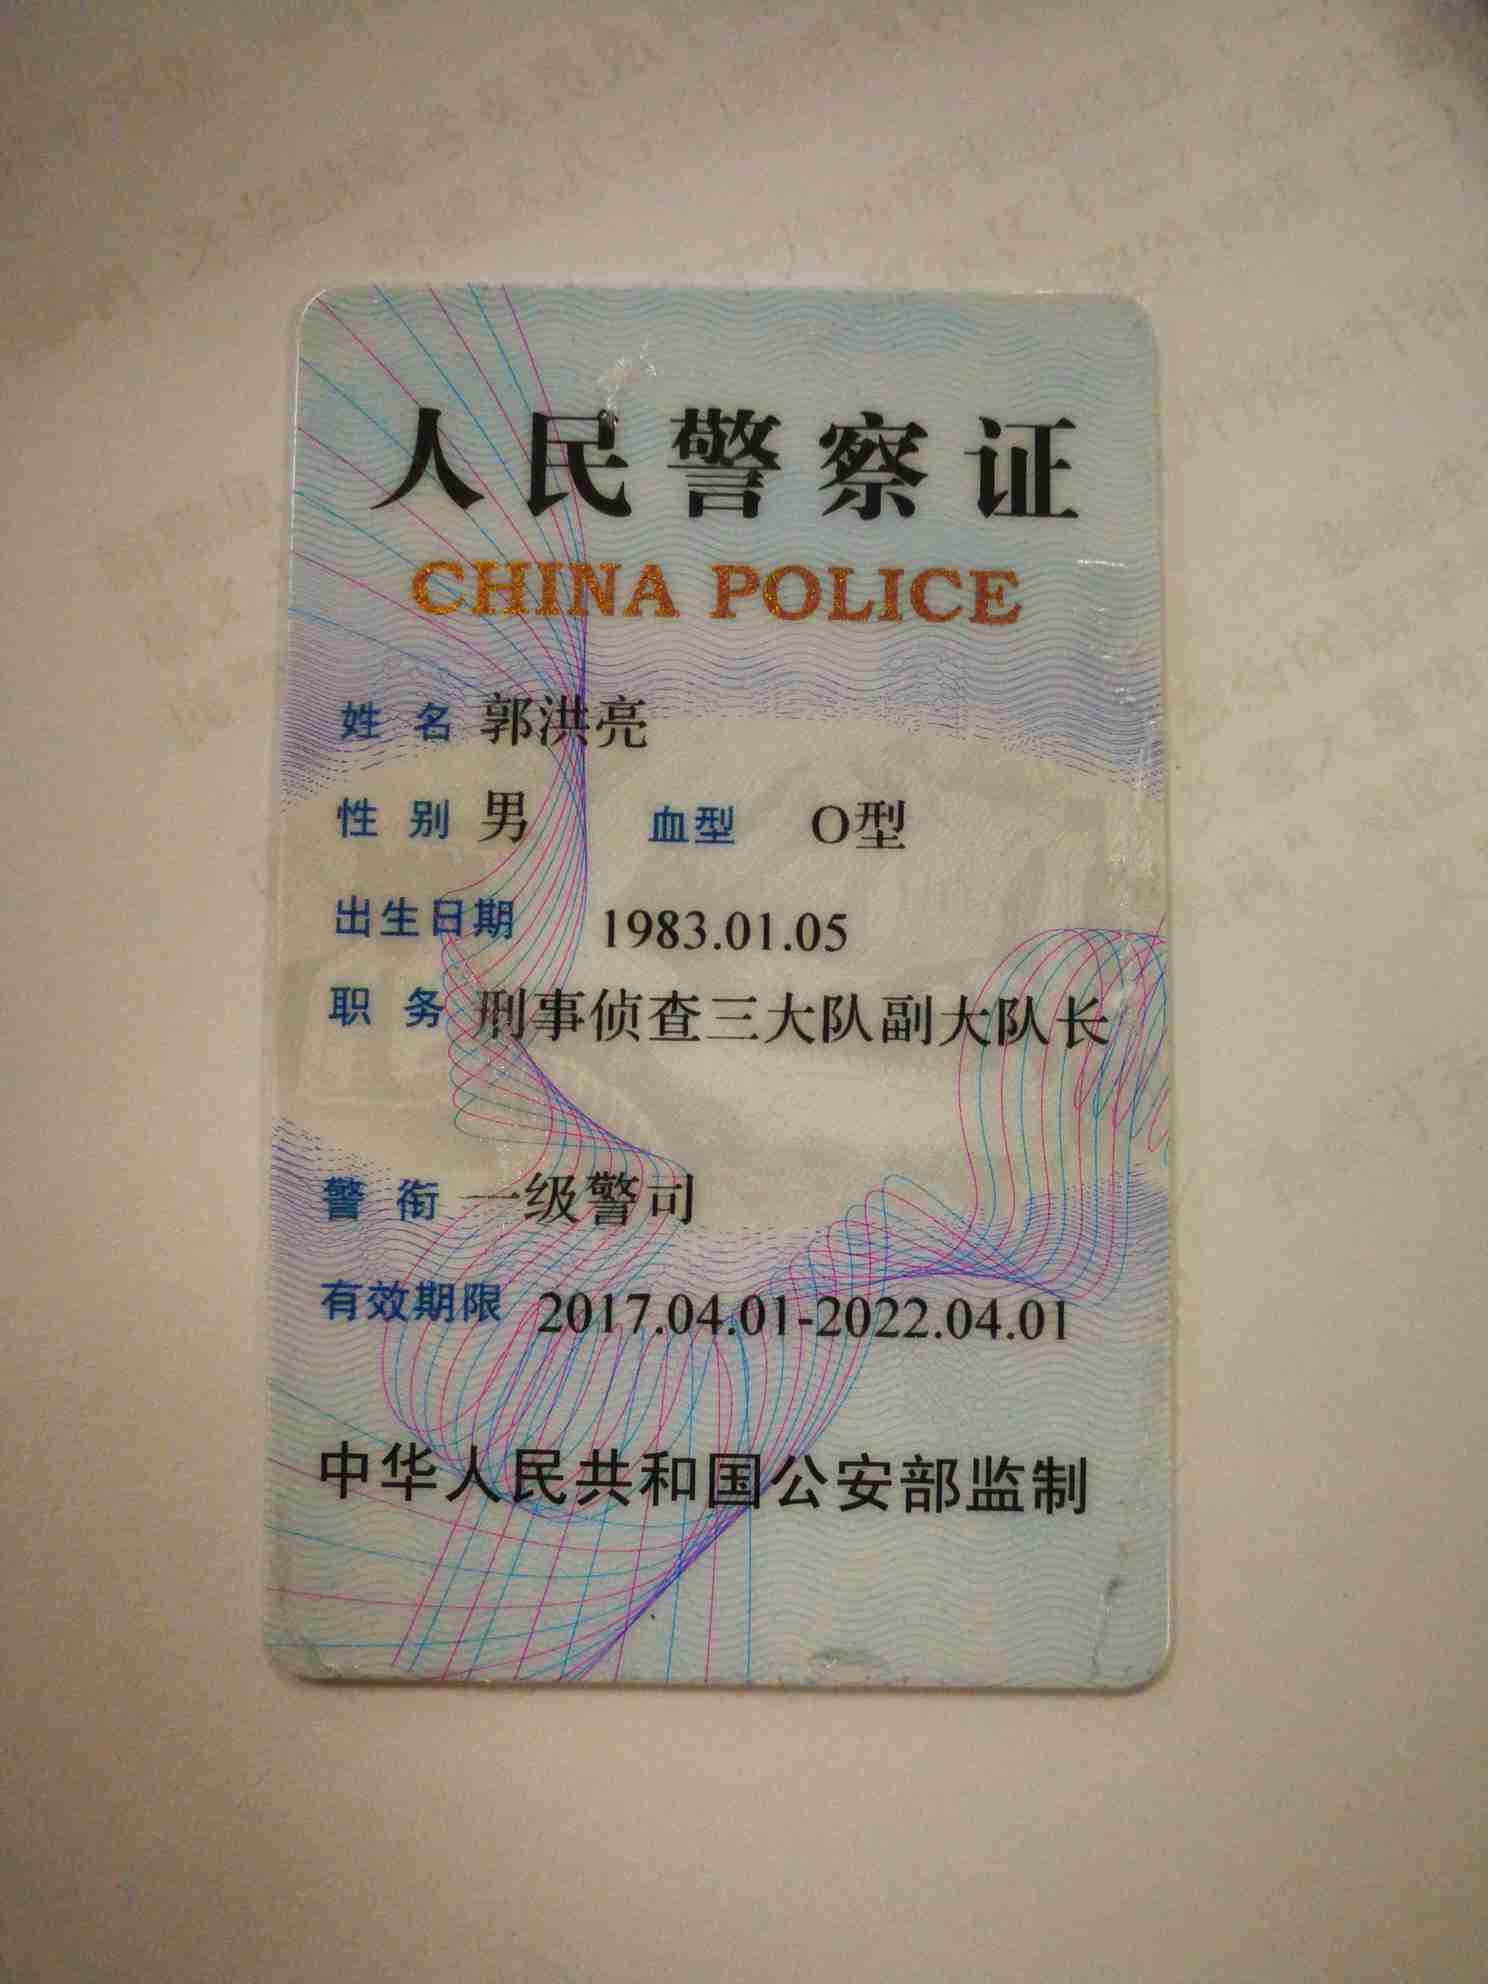 人民警察证
CHINA POLICE
姓 名 郭洪亮
性 别 男 血型 O型
出生日期 1983.01.05
职 务 刑事侦查三大队副大队长
警 衔 一级警司
有效期限 2017.04.01-2022.04.01
中华人民共和国公安部监制